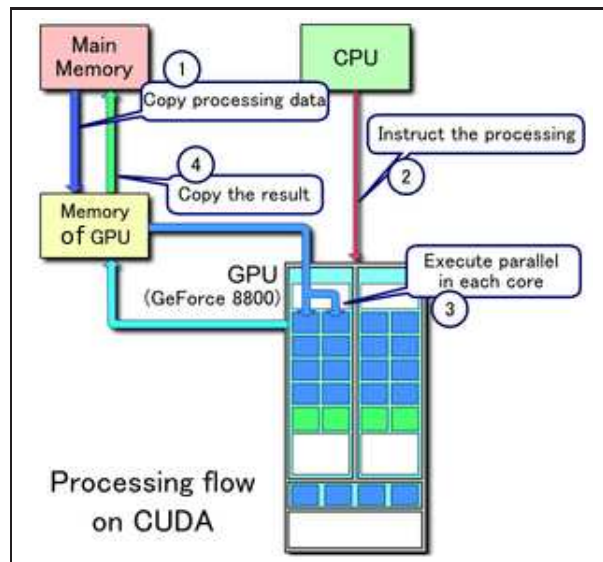 Main
Memory
1
Copy processing data
CPU
Instruct the processing
2
4
Copy the result
Memory
of GPU
GPU
(GeForce 8800)
Execute parallel
in each core
3
Processing flow
on CUDA